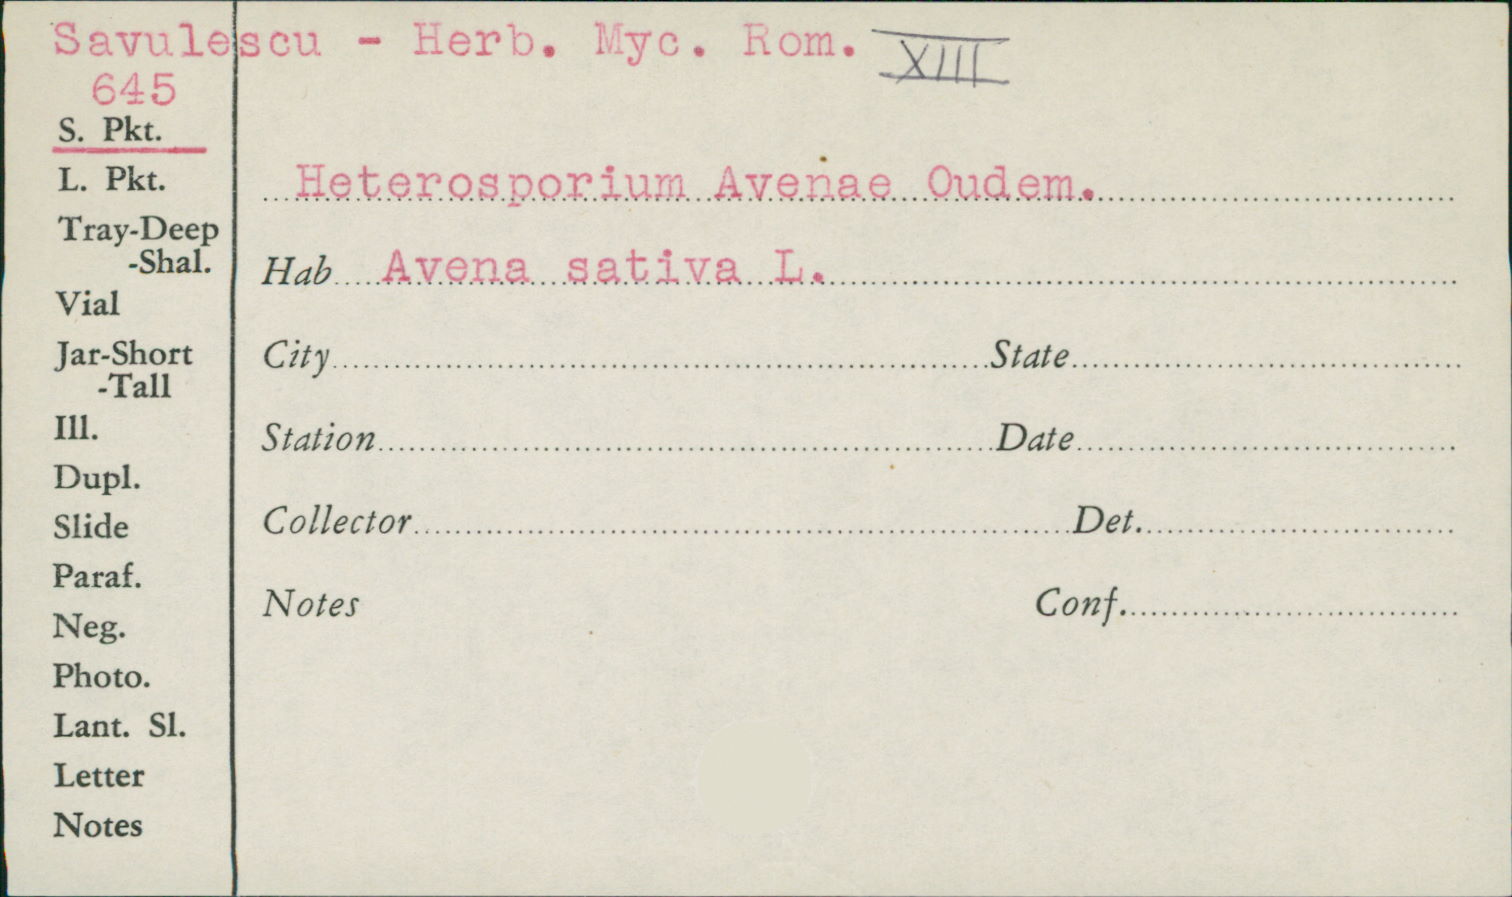 Savulescu - Herb. Myc. Rom. XIII
645
S. Pkt.
L. Pkt.
Tray-Deep
-Shal.
Vial
Jar-Short
-Tall
Ill.
Dupl.
Slide
Paraf.
Neg.
Photo.
Lant. Sl.
Letter
Notes
Heterosporium Avenae Oudem.
Hab Avena sativa L.
City State
Station Date
Collector Det.
Notes Conf.